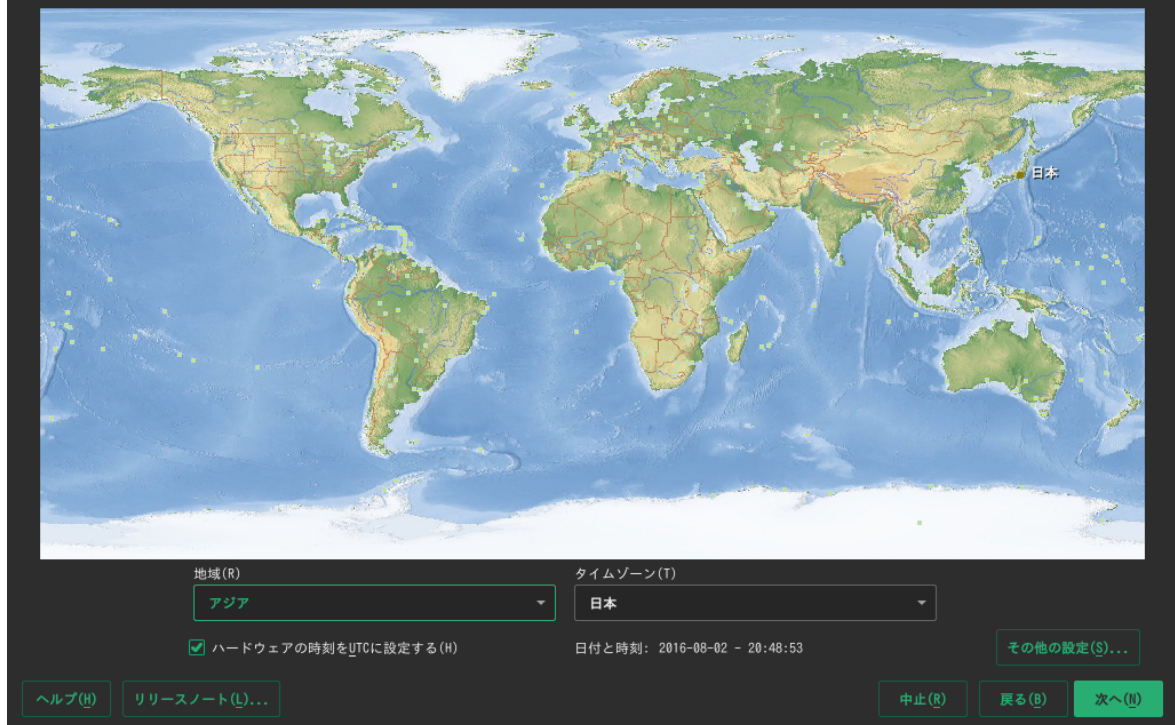 日本
地域(R)
タイムゾーン(T)
アジア
日本
ハードウェアの時刻をUTCに設定する(H)
日付と時刻: 2016-08-02 - 20:48:53
その他の設定(S)...
ヘルプ(H)
リリースノート(L)...
中止(R)
戻る(B)
次へ(N)